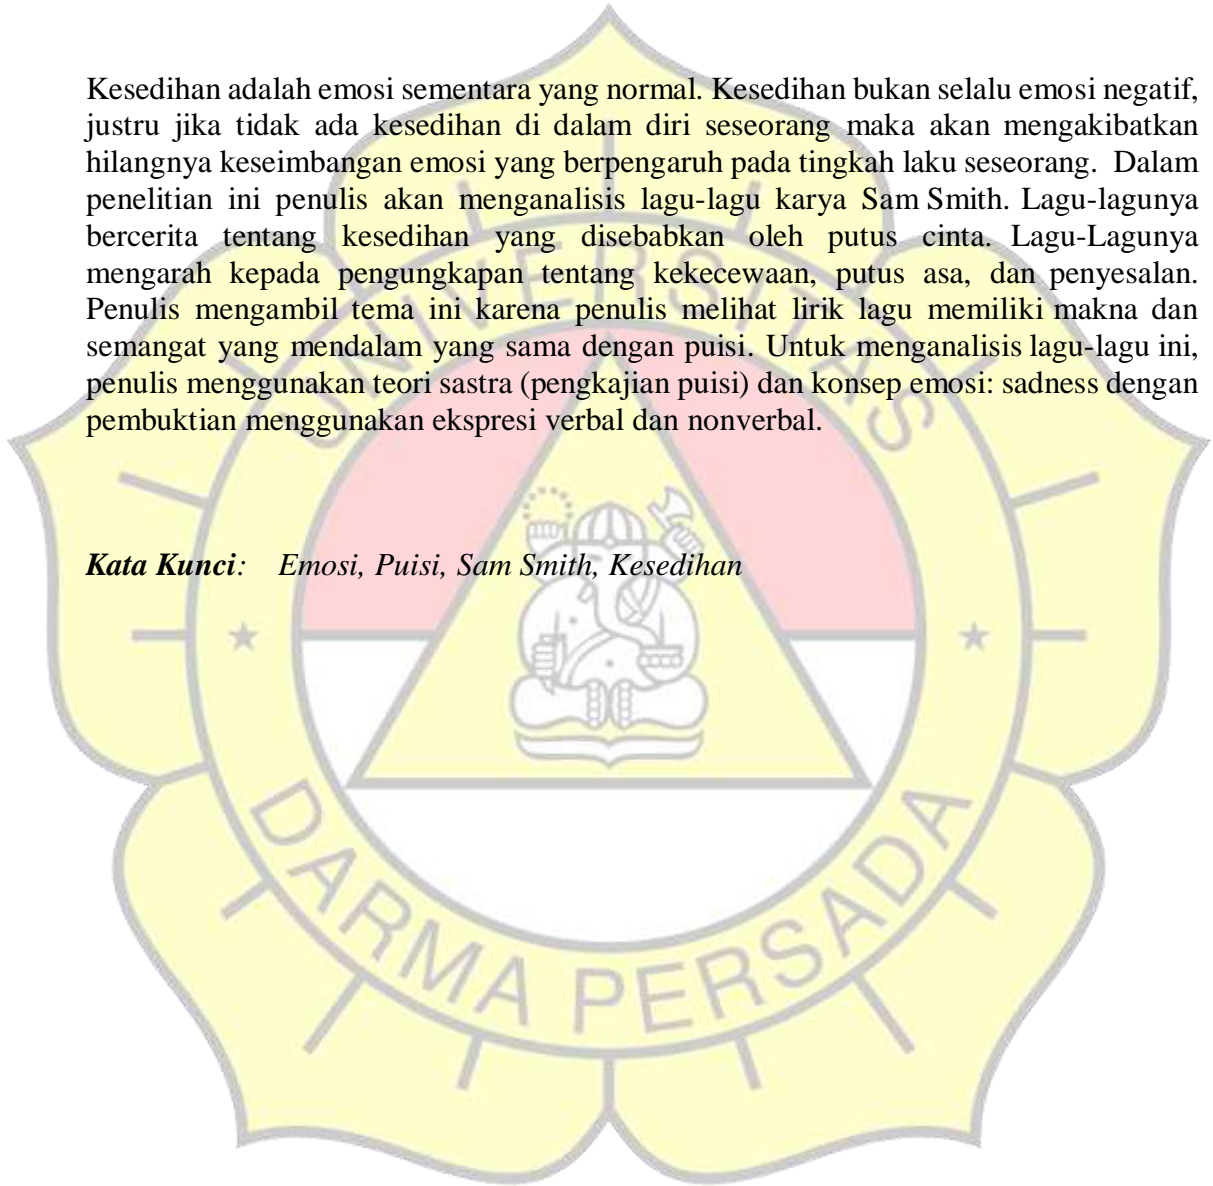 Kesedihan adalah emosi sementara yang normal. Kesedihan bukan selalu emosi negatif,
justru jika tidak ada kesedihan di dalam diri seseorang maka akan mengakibatkan
hilangnya keseimbangan emosi yang berpengaruh pada tingkah laku seseorang. Dalam
penelitian ini penulis akan menganalisis lagu-lagu karya Sam Smith. Lagu-lagunya
bercerita tentang kesedihan yang disebabkan oleh putus cinta. Lagu-Lagunya
mengarah kepada pengungkapan tentang kekecewaan, putus asa, dan penyesalan.
Penulis mengambil tema ini karena penulis melihat lirik lagu memiliki makna dan
semangat yang mendalam yang sama dengan puisi. Untuk menganalisis lagu-lagu ini,
penulis menggunakan teori sastra (pengkajian puisi) dan konsep emosi: sadness dengan
pembuktian menggunakan ekspresi verbal dan nonverbal.
Kata Kunci: Emosi, Puisi, Sam Smith, Kesedihan
UNIVERSITAS
DARMA PERSADA